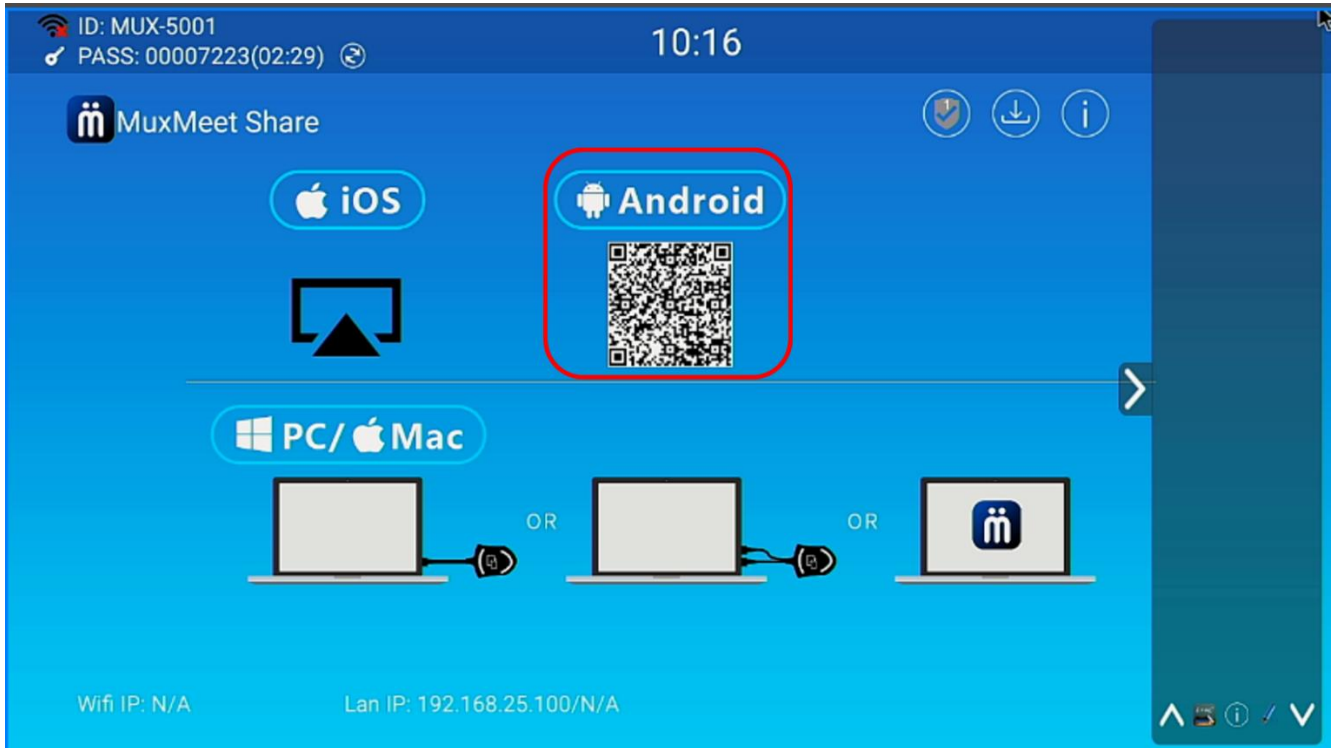 ID: MUX-5001
PASS: 00007223(02:29)
10:16
MuxMeet Share
1
i
iOS
Android
PC/ Mac
OR
OR
Wifi IP: N/A
Lan IP: 192.168.25.100/N/A